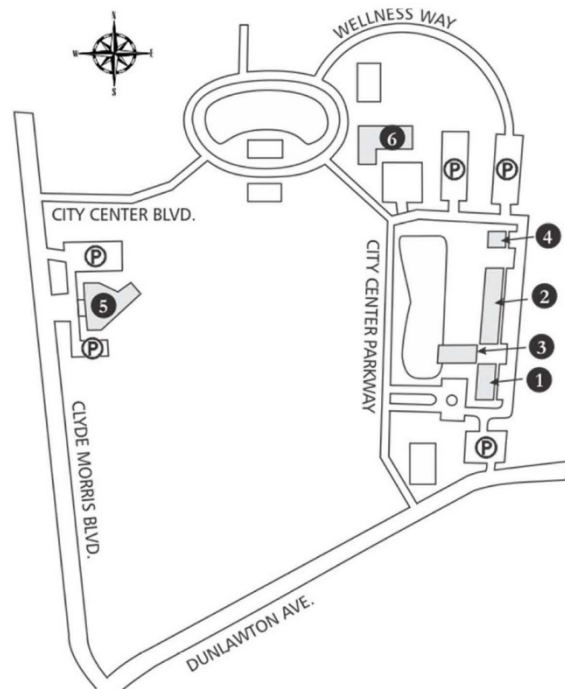 N
W E
S
WELLNESS WAY
6
P P
CITY CENTER BLVD.
4
P
CITY CENTER PARKWAY
2
5
3
P
1
P
CLYDE MORRIS BLVD.
DUNLAWTON AVE.